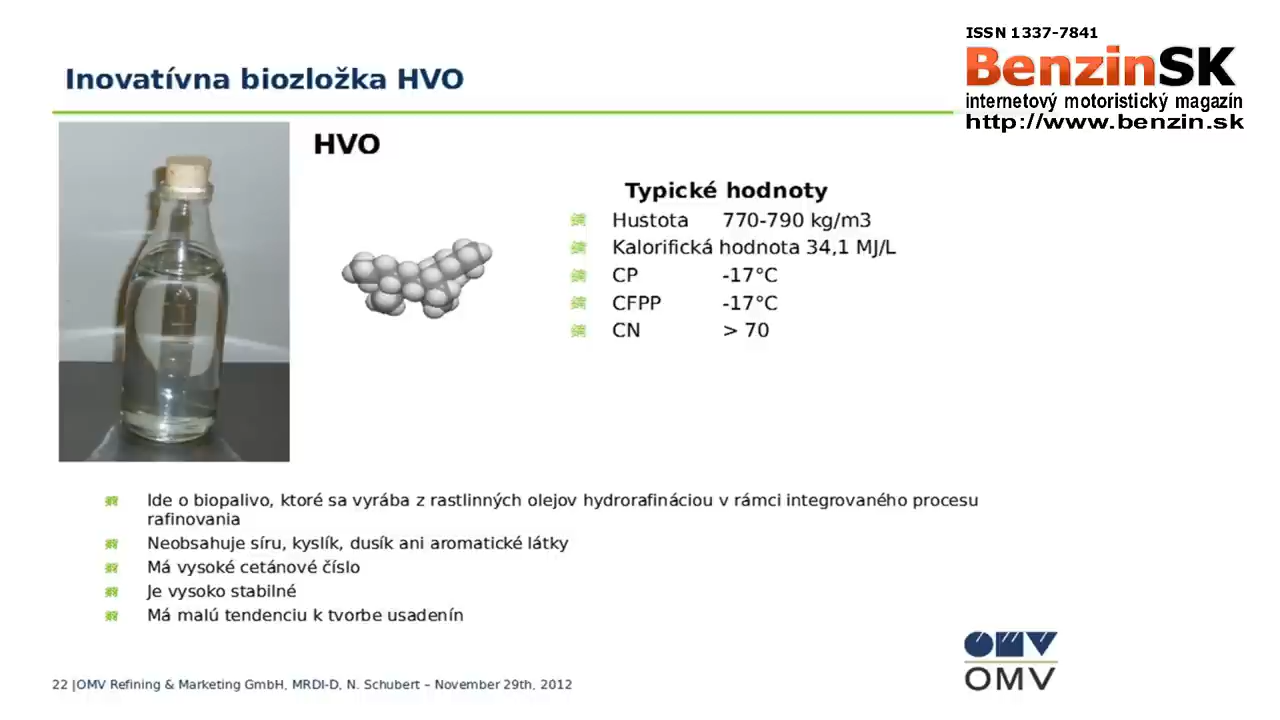 ISSN 1337-7841
BenzinSK
internetový motoristický magazín
http://www.benzin.sk
Inovatívna biozložka HVO
HVO
Typické hodnoty
Hustota 770-790 kg/m3
Kalorifická hodnota 34,1 MJ/L
CP -17°C
CFPP -17°C
CN > 70
Ide o biopalivo, ktoré sa vyrába z rastlinných olejov hydrorafináciou v rámci integrovaného procesu
rafinovania
Neobsahuje síru, kyslík, dusík ani aromatické látky
Má vysoké cetánové číslo
Je vysoko stabilné
Má malú tendenciu k tvorbe usadenín
OMV
OMV
22 |OMV Refining & Marketing GmbH, MRDI-D, N. Schubert – November 29th, 2012